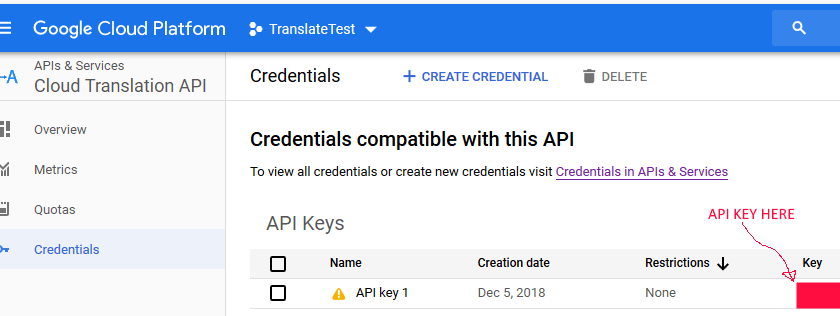 Google Cloud Platform TranslateTest
APIs & Services
Cloud Translation API
Credentials + CREATE CREDENTIAL DELETE
Overview
Metrics
Quotas
Credentials
Credentials compatible with this API
To view all credentials or create new credentials visit Credentials in APIs & Services
API Keys
API KEY HERE
Name Creation date Restrictions Key
API key 1 Dec 5, 2018 None